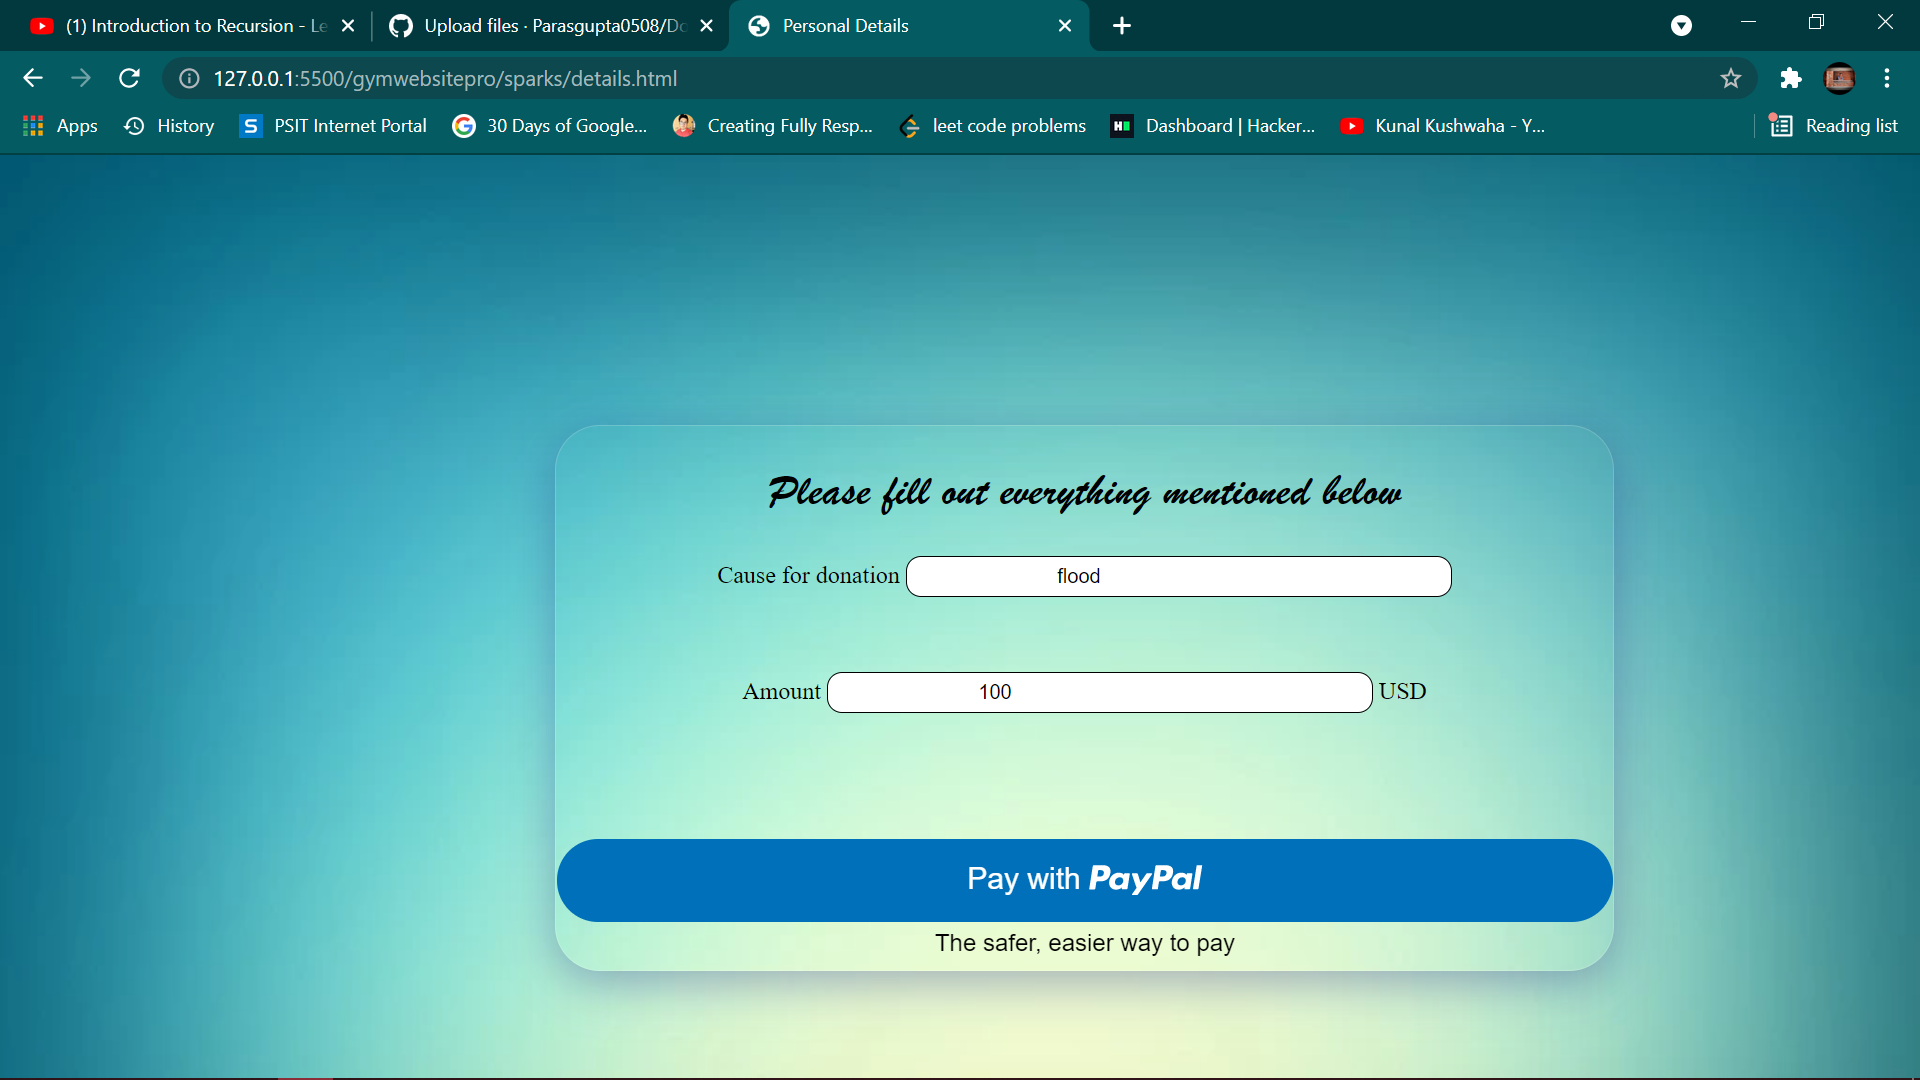 (1) Introduction to Recursion - Le
Upload files · Parasgupta0508/Do
Personal Details
127.0.0.1:5500/gymwebsitepro/sparks/details.html
Apps
History
PSIT Internet Portal
30 Days of Google...
Creating Fully Resp...
leet code problems
Dashboard | Hacker...
Kunal Kushwaha - Y...
Reading list
Please fill out everything mentioned below
Cause for donation flood
Amount 100 USD
Pay with PayPal
The safer, easier way to pay